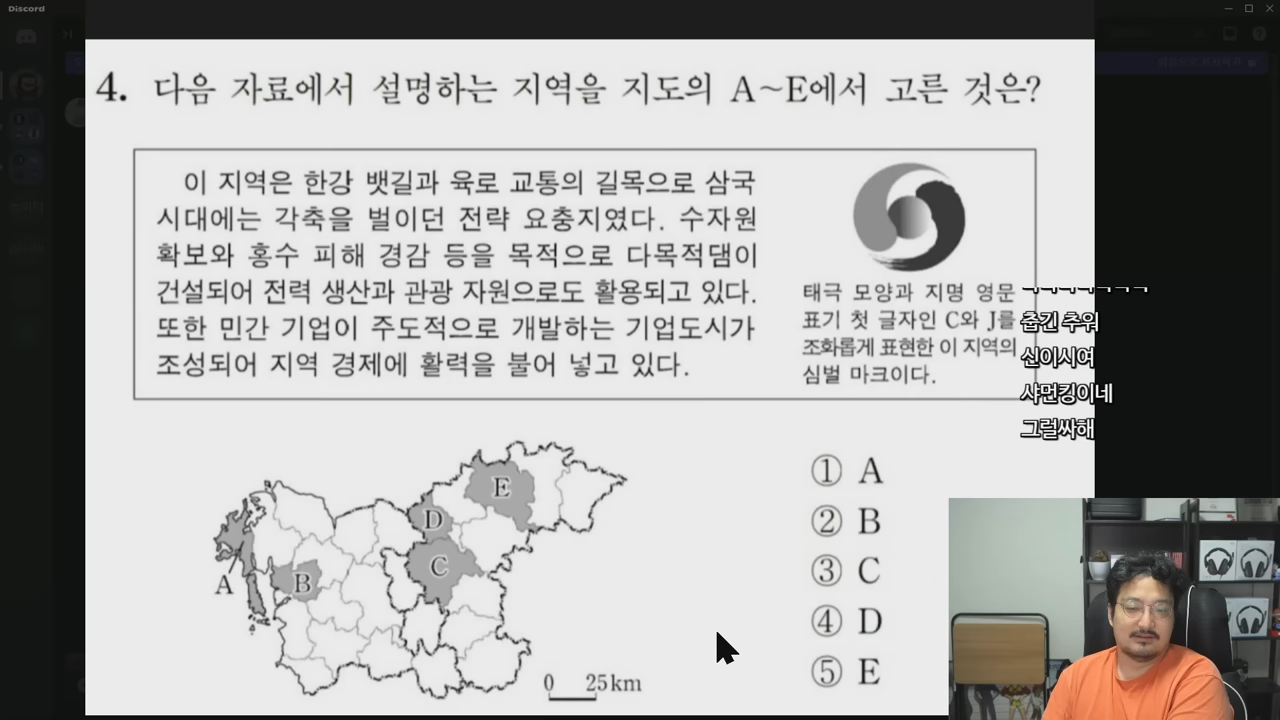 Discord
4. 다음 자료에서 설명하는 지역을 지도의 A～E에서 고른 것은?
이 지역은 한강 뱃길과 육로 교통의 길목으로 삼국
시대에는 각축을 벌이던 전략 요충지였다. 수자원
확보와 홍수 피해 경감 등을 목적으로 다목적댐이
건설되어 전력 생산과 관광 자원으로도 활용되고 있다.
또한 민간 기업이 주도적으로 개발하는 기업도시가
조성되어 지역 경제에 활력을 불어 넣고 있다.
태극 모양과 지명 영문
표기 첫 글자인 C와 J를
조화롭게 표현한 이 지역의
심벌 마크이다.
춥긴 추워
신이시여
샤먼킹이네
그럴싸해
E
D
C
A
B
0 25km
① A
② B
③ C
④ D
⑤ E